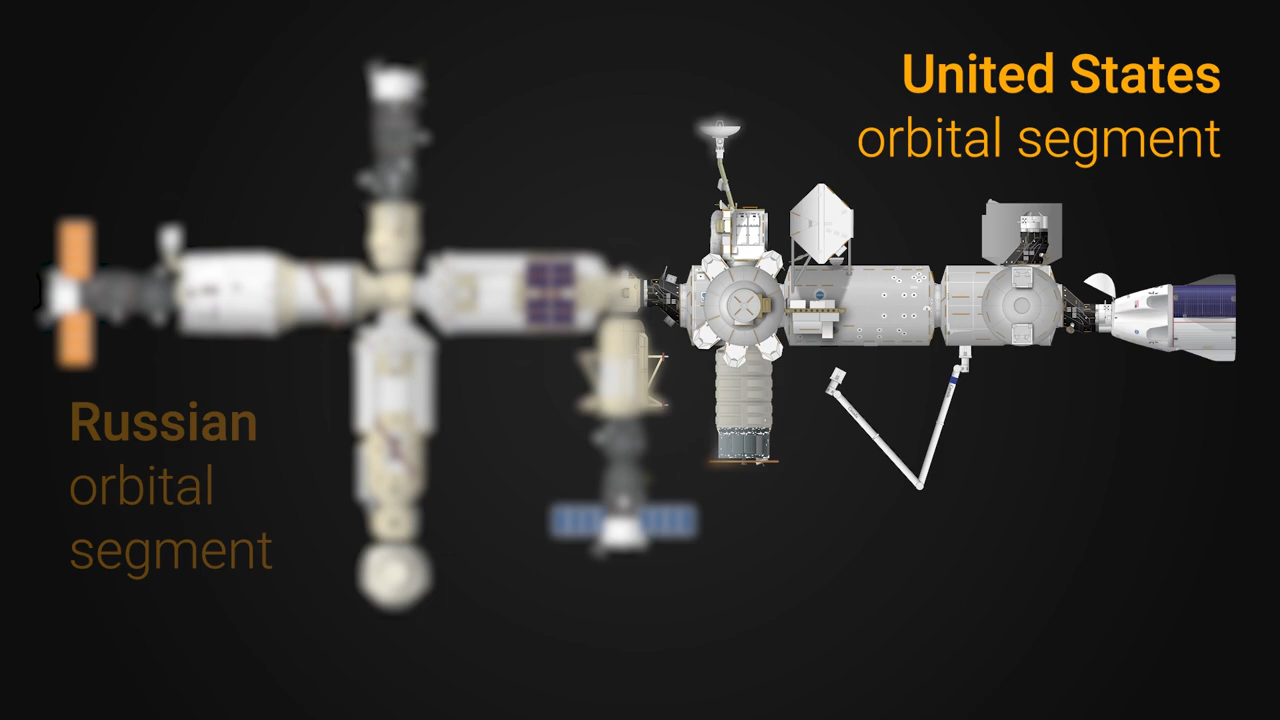 United States
orbital segment
Russian
orbital
segment